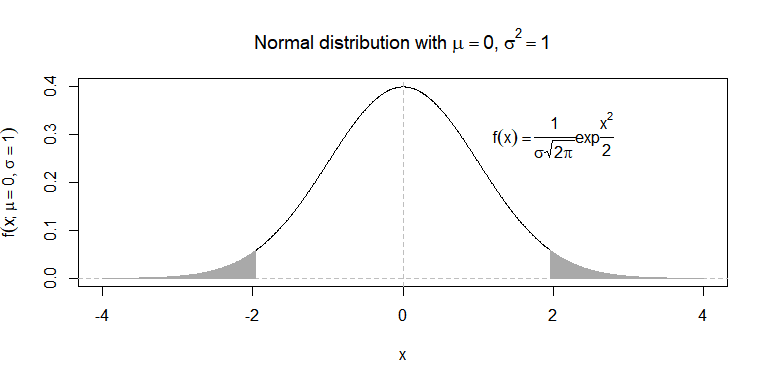 Normal distribution with μ = 0, σ² = 1
f(x; μ = 0, σ = 1)
0.4
0.3
0.2
0.1
0.0
f(x) = 1/σ√2π exp x²/2
-4 -2 0 2 4
x